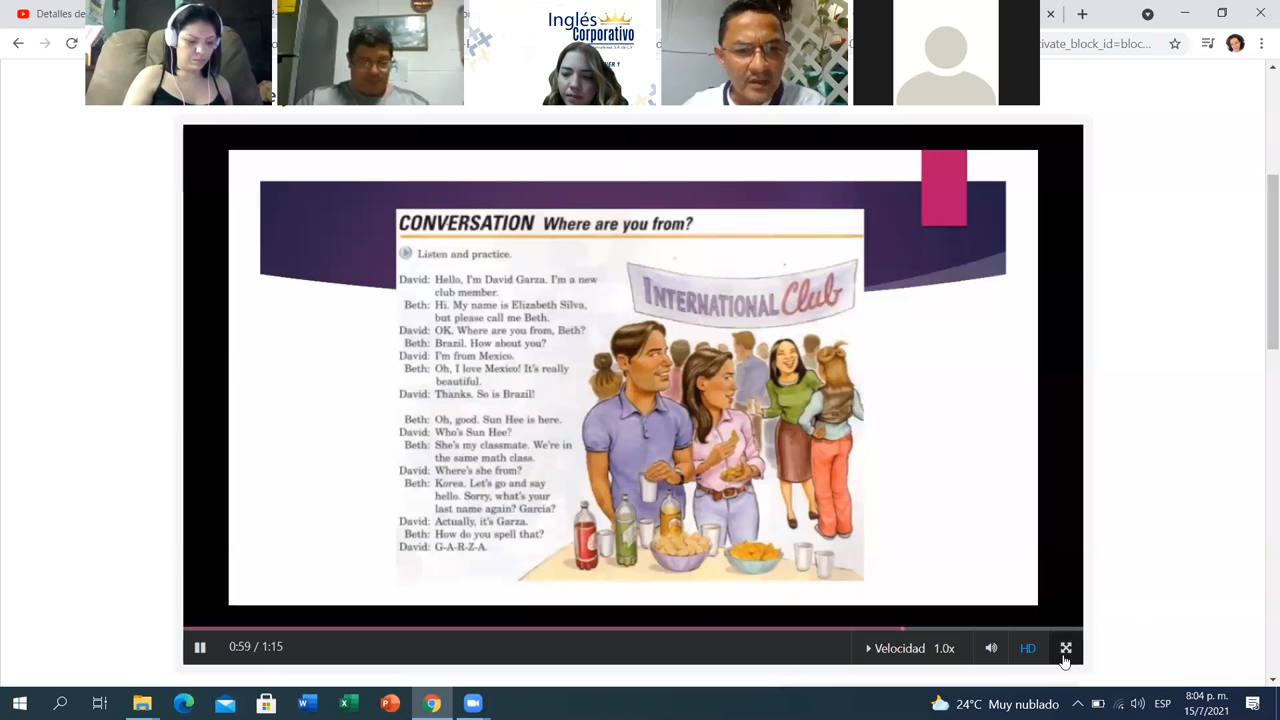 Detalles de
Inglés
Corporativo
ivate_block_id=bloc...
CONVERSATION Where are you from?
Listen and practice.
David: Hello, I'm David Garza. I'm a new
club member.
Beth: Hi. My name is Elizabeth Silva,
but please call me Beth.
David: OK. Where are you from, Beth?
Beth: Brazil. How about you?
David: I'm from Mexico.
Beth: Oh, I love Mexico! It's really
beautiful.
David: Thanks. So is Brazil!
Beth: Oh, good. Sun Hee is here.
David: Who's Sun Hee?
Beth: She's my classmate. We're in
the same math class.
David: Where's she from?
Beth: Korea. Let's go and say
hello. Sorry, what's your
last name again? Garcia?
David: Actually, it's Garza.
Beth: How do you spell that?
David: G-A-R-Z-A.
INTERNATIONAL Club
0:59 / 1:15
Velocidad 1.0x
HD
24°C Muy nublado
ESP
8:04 p. m.
15/7/2021